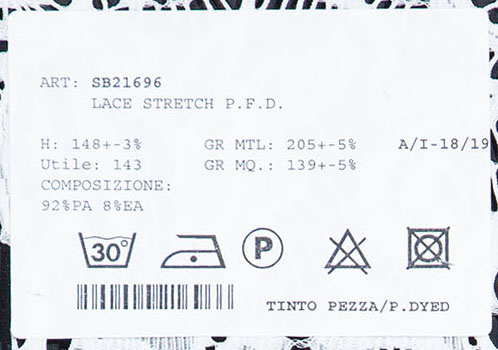 ART: SB21696
LACE STRETCH P.F.D.
H: 148+-3% GR MTL: 205+-5% A/I-18/19
Utile: 143 GR MQ.: 139+-5%
COMPOSIZIONE:
92%PA 8%EA
30° P
TINTO PEZZA/P.DYED